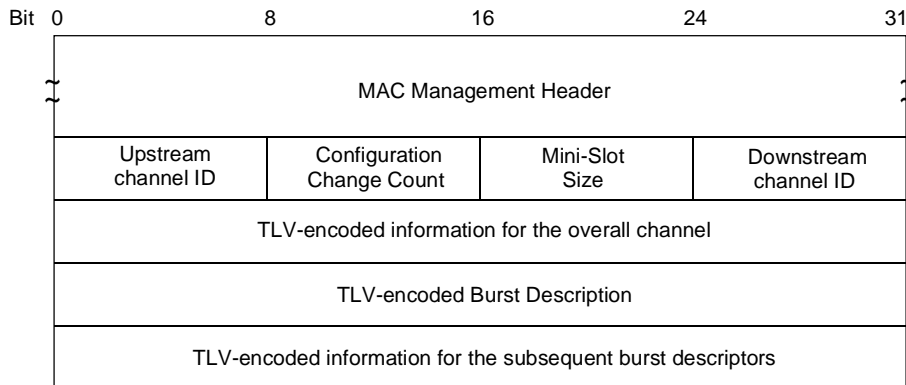 Bit 0 8 16 24 31
MAC Management Header
Upstream channel ID
Configuration Change Count
Mini-Slot Size
Downstream channel ID
TLV-encoded information for the overall channel
TLV-encoded Burst Description
TLV-encoded information for the subsequent burst descriptors